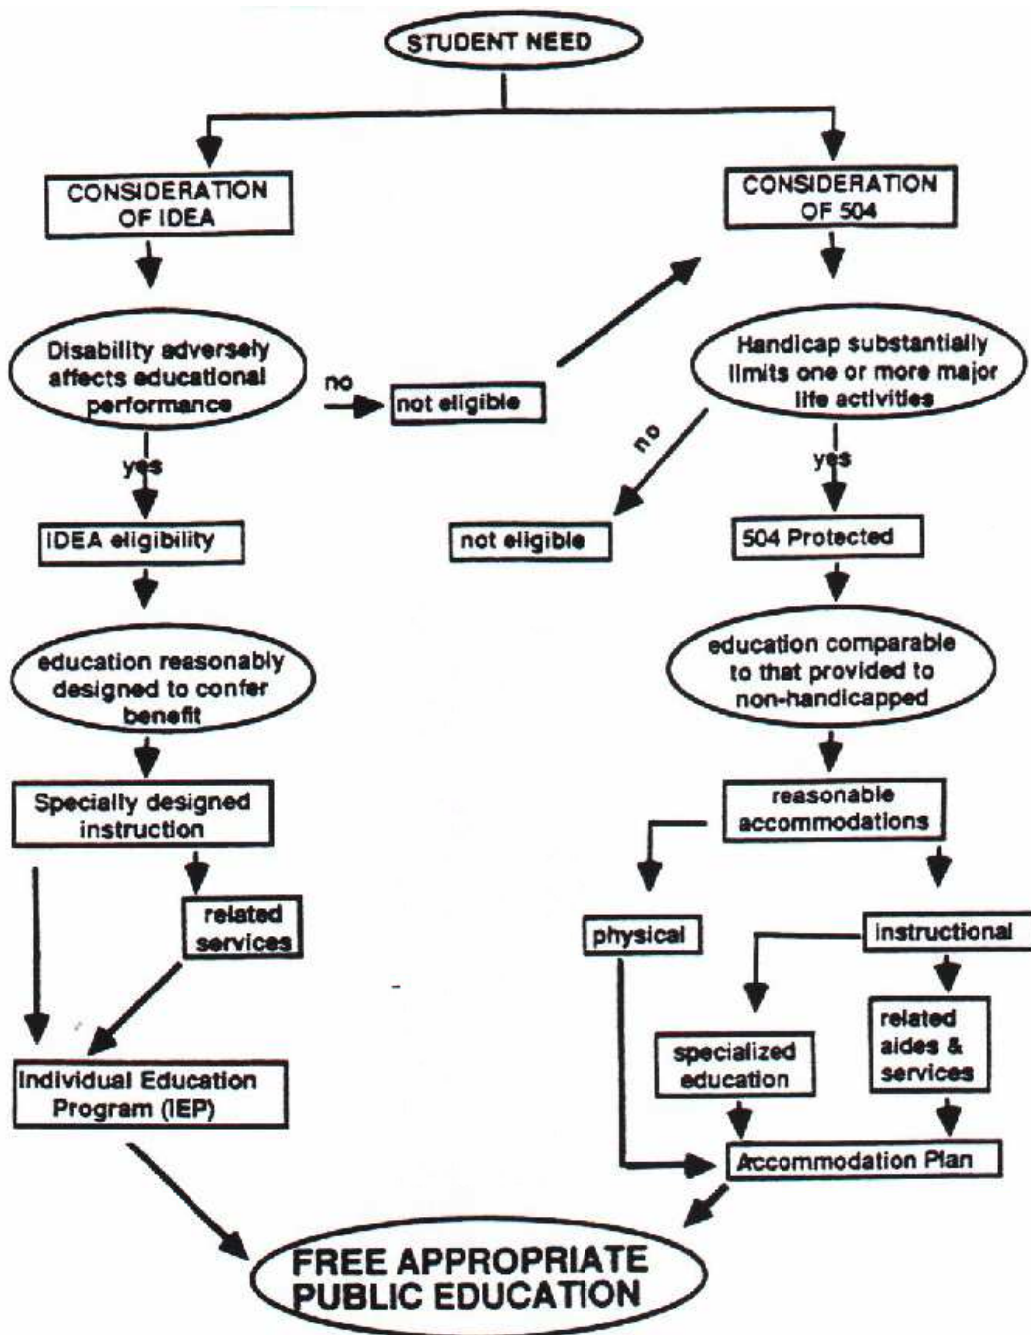 STUDENT NEED
CONSIDERATION
OF IDEA
CONSIDERATION
OF 504
Disability adversely
affects educational
performance
no
not eligible
Handicap substantially
limits one or more major
life activities
no
yes
yes
IDEA eligibility
not eligible
504 Protected
education reasonably
designed to confer
benefit
education comparable
to that provided to
non-handicapped
Specially designed
instruction
reasonable
accommodations
related
services
physical
instructional
specialized
education
related
aides &
services
Individual Education
Program (IEP)
Accommodation Plan
FREE APPROPRIATE
PUBLIC EDUCATION